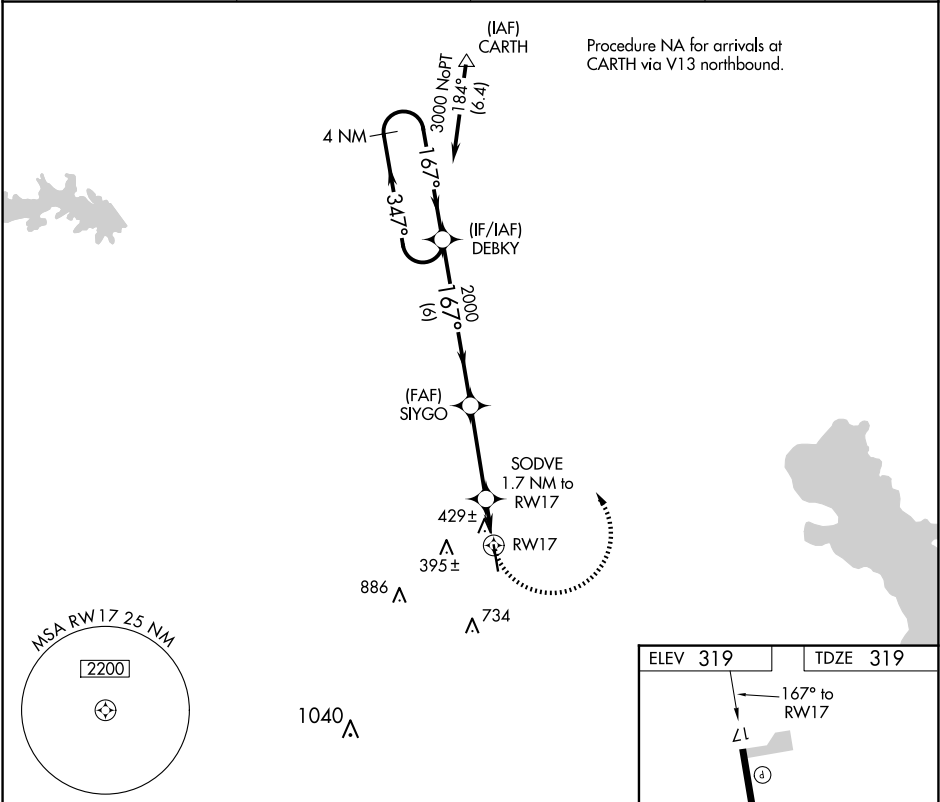 (IAF)
CARTH
Procedure NA for arrivals at
CARTH via V13 northbound.
3000 NoPT
184°
(6.4)
4 NM
167°
347°
(IF/IAF)
DEBKY
2000
167°
(6)
(FAF)
SIYGO
SODVE
1.7 NM to
RW17
429±
RW17
395±
886
734
MSA RW17 25 NM
2200
1040
ELEV 319
TDZE 319
167° to
RW17
17
P